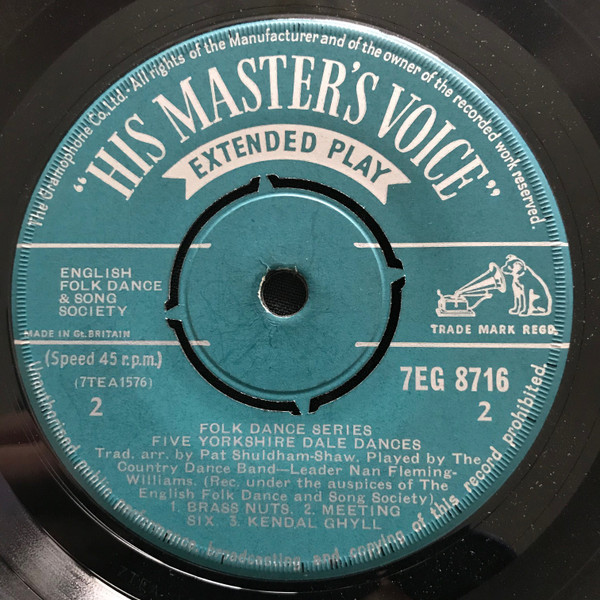 The Gramophone Co. Ltd. All rights of the Manufacturer and of the owner of the recorded work reserved.
"HIS MASTER'S VOICE"
EXTENDED PLAY
ENGLISH
FOLK DANCE
& SONG
SOCIETY
TRADE MARK REGD.
MADE IN Gt. BRITAIN
(Speed 45 r.p.m.)
(7TEA1576)
7EG 8716
2
2
FOLK DANCE SERIES
FIVE YORKSHIRE DALE DANCES
Trad. arr. by Pat Shuldham-Shaw. Played by The
Country Dance Band—Leader Nan Fleming-
Williams. (Rec. under the auspices of The
English Folk Dance and Song Society)
1. BRASS NUTS. 2. MEETING
SIX. 3. KENDAL GHYLL
Unauthorised public performance, broadcasting and copying of this record prohibited.